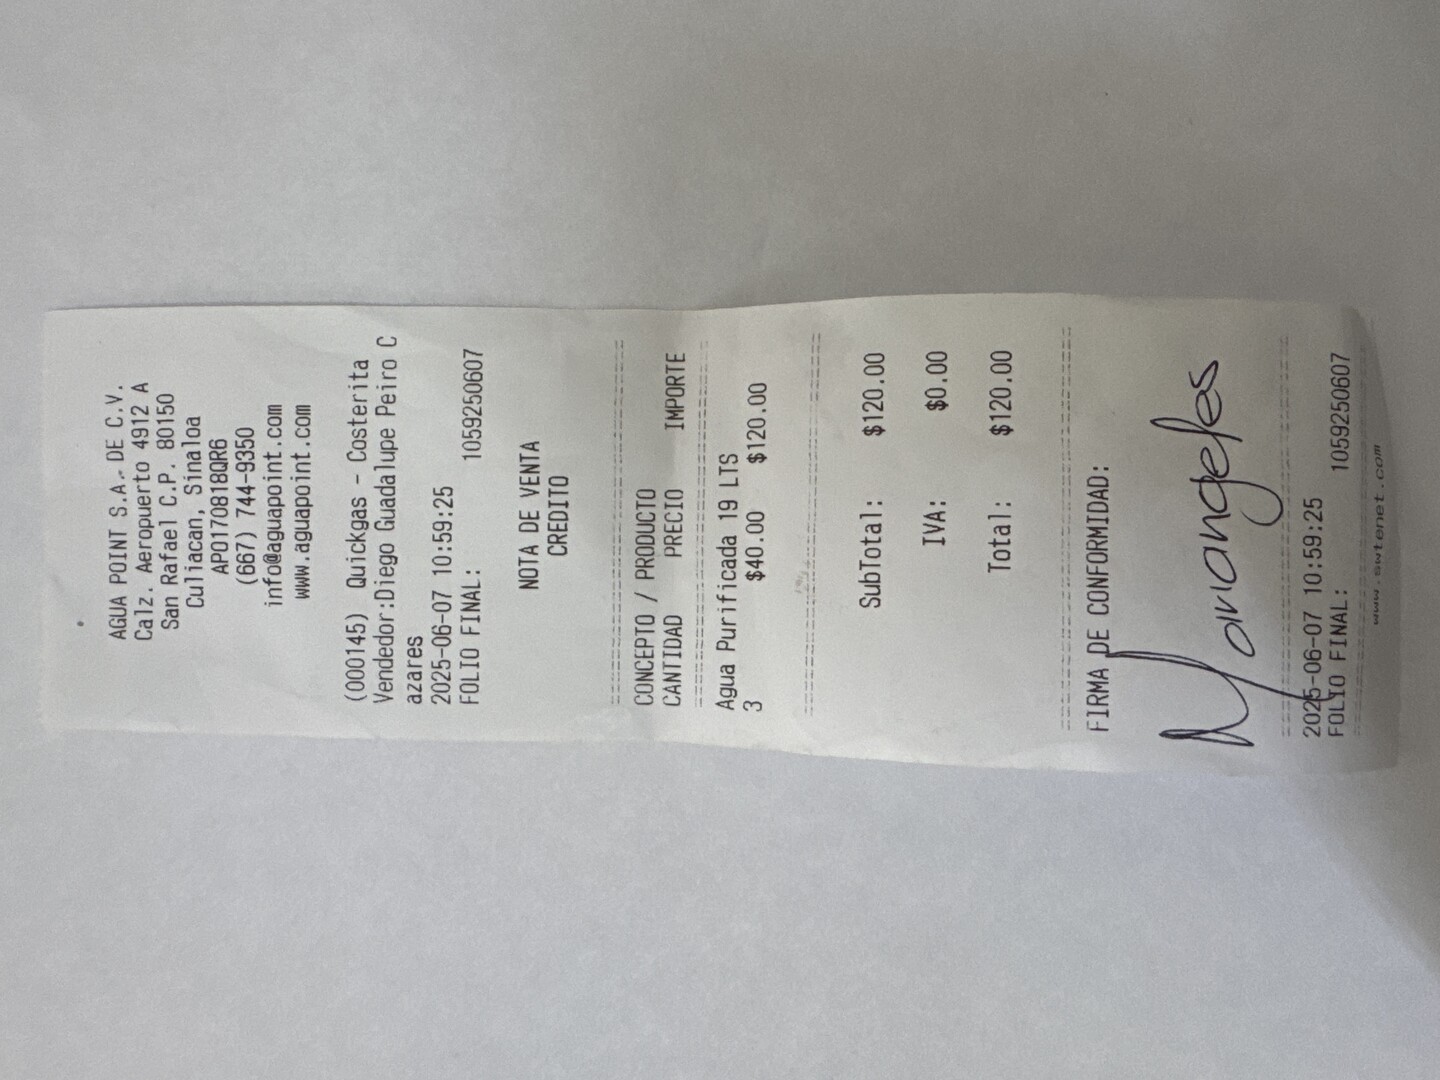 AGUA POINT S.A. DE C.V.
Calz. Aeropuerto 4912 A
San Rafael C.P. 80150
Culiacan, Sinaloa
APO170818QR6
(667) 744-9350
info@aguapoint.com
www.aguapoint.com
(000145) Quickgas - Costerita
Vendedor:Diego Guadalupe Peiro C
azares
2025-06-07 10:59:25
FOLIO FINAL: 1059250607
NOTA DE VENTA
CREDITO
CONCEPTO / PRODUCTO
CANTIDAD PRECIO IMPORTE
Agua Purificada 19 LTS
3 $40.00 $120.00
SubTotal: $120.00
IVA: $0.00
Total: $120.00
FIRMA DE CONFORMIDAD:
Mariangeles
2025-06-07 10:59:25
FOLIO FINAL: 1059250607
www.swtenet.com